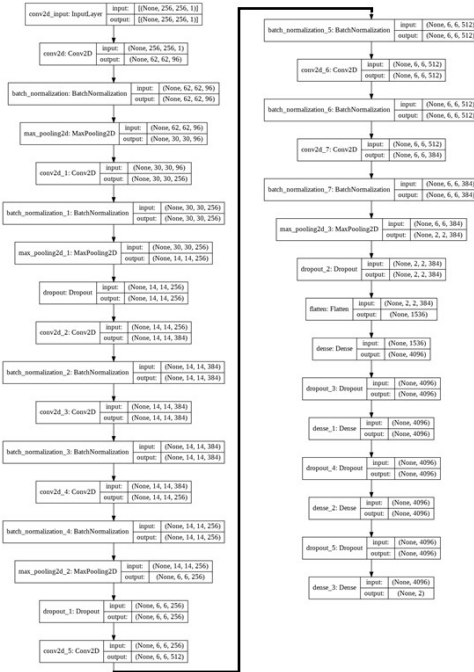 conv2d_input: InputLayer input: [(None, 256, 256, 1)]
output: [(None, 256, 256, 1)]
conv2d: Conv2D input: (None, 256, 256, 1)
output: (None, 62, 62, 96)
batch_normalization: BatchNormalization input: (None, 62, 62, 96)
output: (None, 62, 62, 96)
max_pooling2d: MaxPooling2D input: (None, 62, 62, 96)
output: (None, 30, 30, 96)
conv2d_1: Conv2D input: (None, 30, 30, 96)
output: (None, 30, 30, 256)
batch_normalization_1: BatchNormalization input: (None, 30, 30, 256)
output: (None, 30, 30, 256)
max_pooling2d_1: MaxPooling2D input: (None, 30, 30, 256)
output: (None, 14, 14, 256)
dropout: Dropout input: (None, 14, 14, 256)
output: (None, 14, 14, 256)
conv2d_2: Conv2D input: (None, 14, 14, 256)
output: (None, 14, 14, 384)
batch_normalization_2: BatchNormalization input: (None, 14, 14, 384)
output: (None, 14, 14, 384)
conv2d_3: Conv2D input: (None, 14, 14, 384)
output: (None, 14, 14, 384)
batch_normalization_3: BatchNormalization input: (None, 14, 14, 384)
output: (None, 14, 14, 384)
conv2d_4: Conv2D input: (None, 14, 14, 384)
output: (None, 14, 14, 256)
batch_normalization_4: BatchNormalization input: (None, 14, 14, 256)
output: (None, 14, 14, 256)
max_pooling2d_2: MaxPooling2D input: (None, 14, 14, 256)
output: (None, 6, 6, 256)
dropout_1: Dropout input: (None, 6, 6, 256)
output: (None, 6, 6, 256)
conv2d_5: Conv2D input: (None, 6, 6, 256)
output: (None, 6, 6, 512)
batch_normalization_5: BatchNormalization input: (None, 6, 6, 512)
output: (None, 6, 6, 512)
conv2d_6: Conv2D input: (None, 6, 6, 512)
output: (None, 6, 6, 512)
batch_normalization_6: BatchNormalization input: (None, 6, 6, 512)
output: (None, 6, 6, 512)
conv2d_7: Conv2D input: (None, 6, 6, 512)
output: (None, 6, 6, 384)
batch_normalization_7: BatchNormalization input: (None, 6, 6, 384)
output: (None, 6, 6, 384)
max_pooling2d_3: MaxPooling2D input: (None, 6, 6, 384)
output: (None, 2, 2, 384)
dropout_2: Dropout input: (None, 2, 2, 384)
output: (None, 2, 2, 384)
flatten: Flatten input: (None, 2, 2, 384)
output: (None, 1536)
dense: Dense input: (None, 1536)
output: (None, 4096)
dropout_3: Dropout input: (None, 4096)
output: (None, 4096)
dense_1: Dense input: (None, 4096)
output: (None, 4096)
dropout_4: Dropout input: (None, 4096)
output: (None, 4096)
dense_2: Dense input: (None, 4096)
output: (None, 4096)
dropout_5: Dropout input: (None, 4096)
output: (None, 4096)
dense_3: Dense input: (None, 4096)
output: (None, 2)